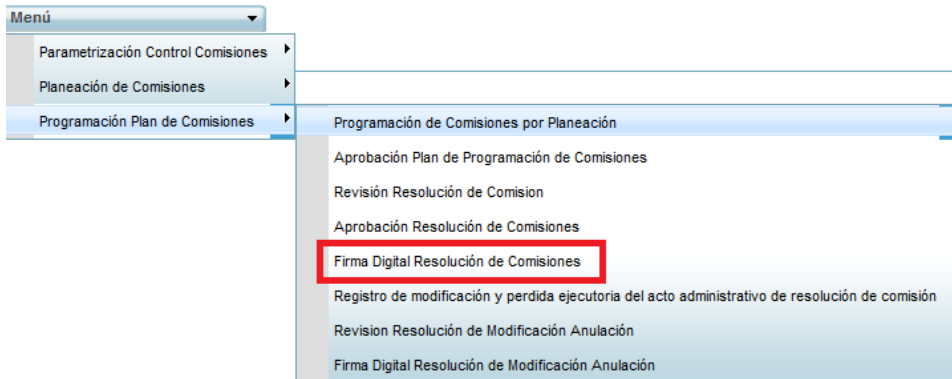 Menú
Parametrización Control Comisiones
Planeación de Comisiones
Programación Plan de Comisiones
Programación de Comisiones por Planeación
Aprobación Plan de Programación de Comisiones
Revisión Resolución de Comision
Aprobación Resolución de Comisiones
Firma Digital Resolución de Comisiones
Registro de modificación y perdida ejecutoria del acto administrativo de resolución de comisión
Revision Resolución de Modificación Anulación
Firma Digital Resolución de Modificación Anulación